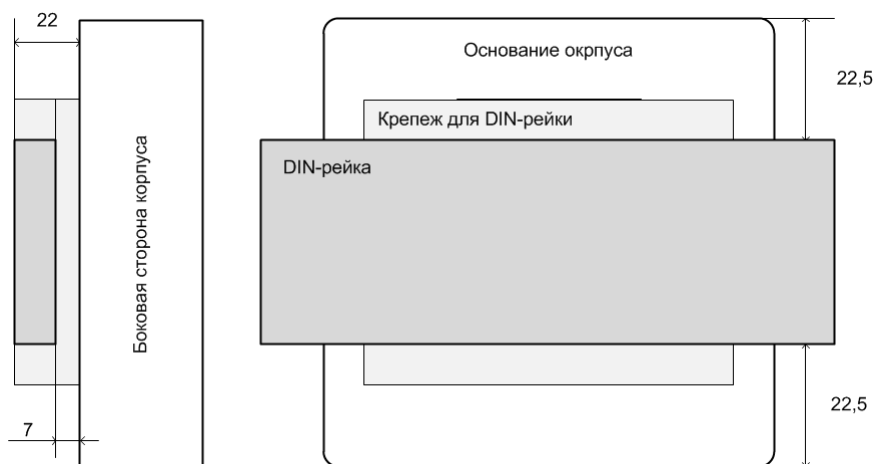 22
Основание окрпуса
22,5
Крепеж для DIN-рейки
DIN-рейка
Боковая сторона корпуса
22,5
7